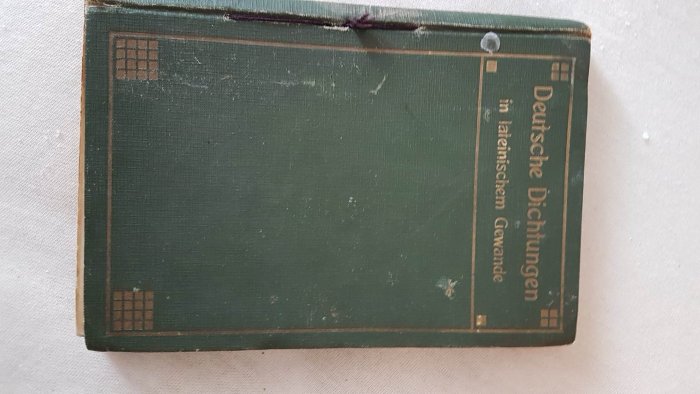 Deutsche Dichtungen
in lateinischem Gewande